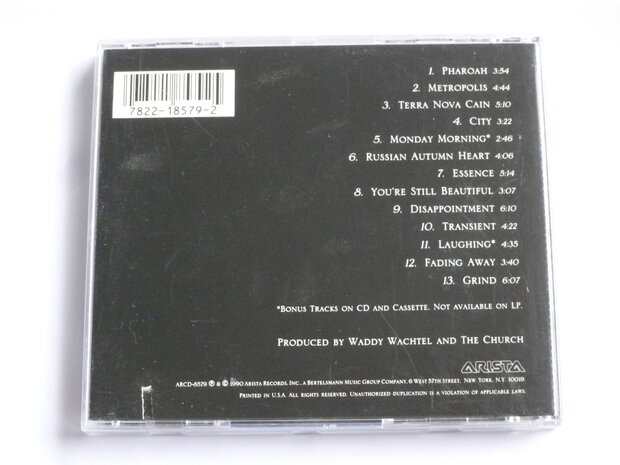 7822-18579-2
1. Pharoah 3:54
2. Metropolis 4:44
3. Terra Nova Cain 5:10
4. City 3:22
5. Monday Morning* 2:46
6. Russian Autumn Heart 4:06
7. Essence 5:14
8. You're Still Beautiful 3:07
9. Disappointment 6:10
10. Transient 4:22
11. Laughing* 4:35
12. Fading Away 3:40
13. Grind 6:07
*Bonus Tracks on CD and Cassette. Not available on LP.
Produced by Waddy Wachtel and The Church
ARISTA
ARCD-8579 ℗ & © 1990 Arista Records, Inc., a Bertelsmann Music Group Company. 6 West 57th Street, New York, N.Y. 10019.
Printed in U.S.A. All rights reserved. Unauthorized duplication is a violation of applicable laws.